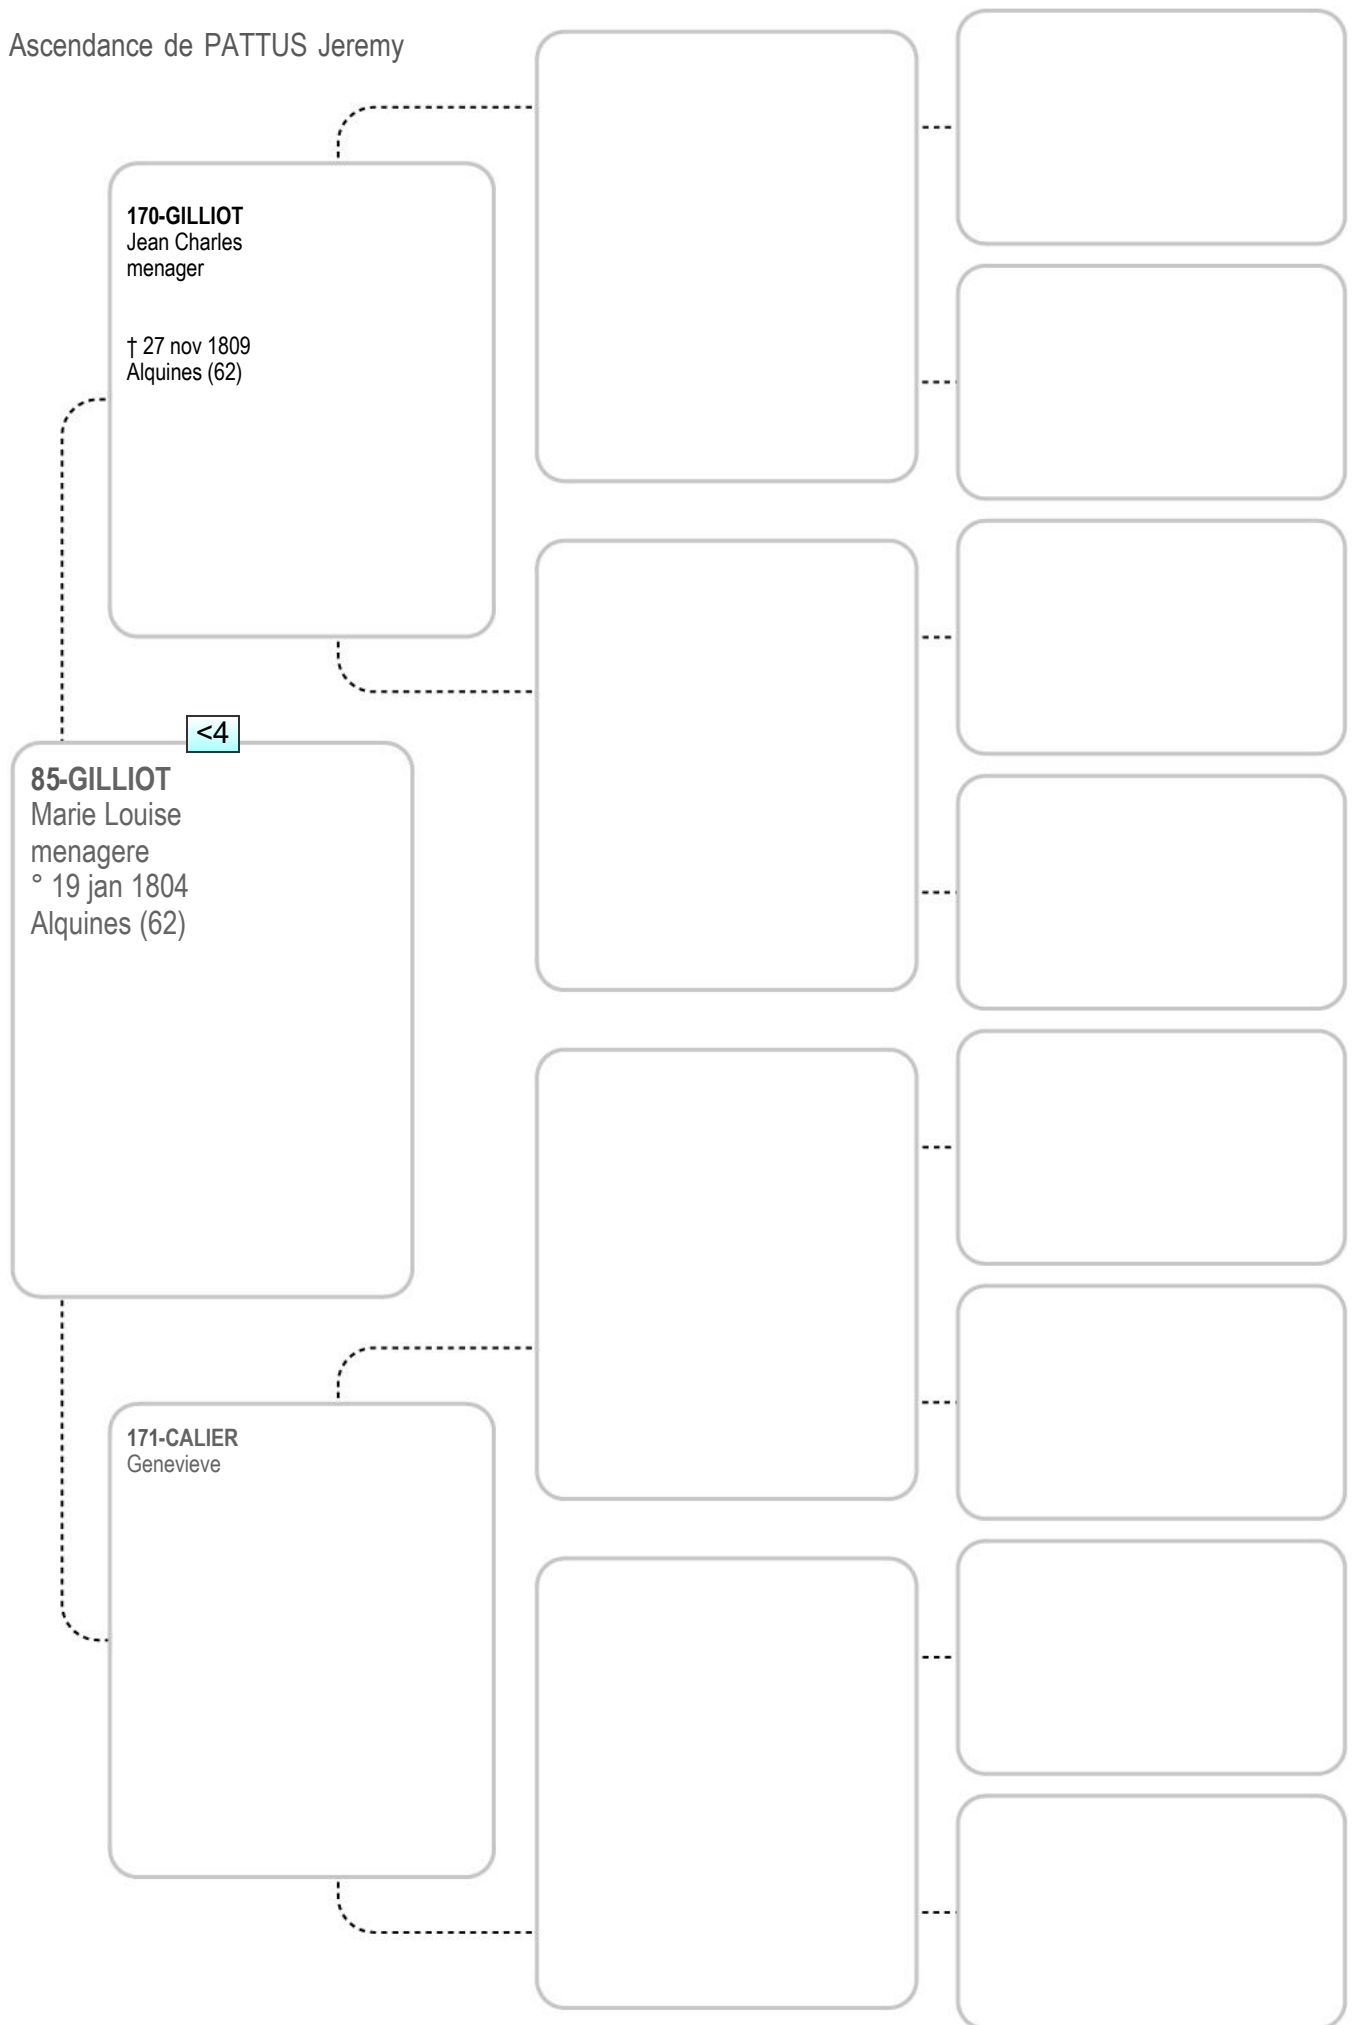 Ascendance de PATTUS Jeremy
170-GILLIOT
Jean Charles
menager
† 27 nov 1809
Alquines (62)
<4
85-GILLIOT
Marie Louise
menagere
° 19 jan 1804
Alquines (62)
171-CALIER
Genevieve